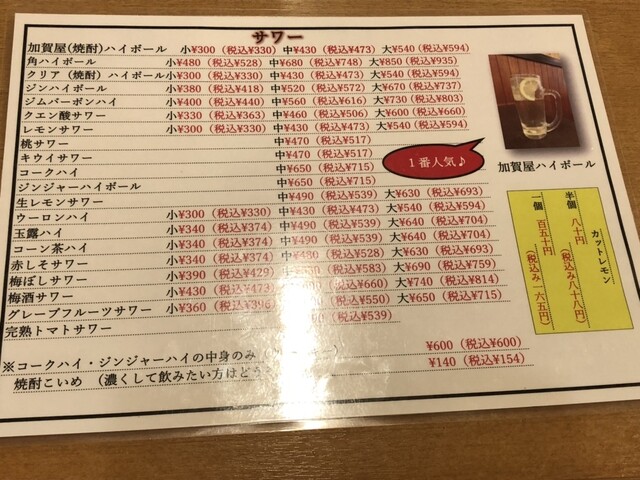 サワー
加賀屋(焼酎)ハイボール 小¥300(税込¥330) 中¥430(税込¥473) 大¥540(税込¥594)
角ハイボール 小¥480(税込¥528) 中¥680(税込¥748) 大¥850(税込¥935)
クリア(焼酎)ハイボール 小¥300(税込¥330) 中¥430(税込¥473) 大¥540(税込¥594)
ジンハイボール 小¥380(税込¥418) 中¥520(税込¥572) 大¥670(税込¥737)
ジムバーボンハイ 小¥400(税込¥440) 中¥560(税込¥616) 大¥730(税込¥803)
クエン酸サワー 小¥330(税込¥363) 中¥460(税込¥506) 大¥600(税込¥660)
レモンサワー 小¥300(税込¥330) 中¥430(税込¥473) 大¥540(税込¥594)
桃サワー 中¥470(税込¥517)
キウイサワー 中¥470(税込¥517)
コークハイ 中¥650(税込¥715)
ジンジャーハイボール 中¥650(税込¥715)
生レモンサワー 中¥490(税込¥539) 大¥630(税込¥693)
ウーロンハイ 小¥300(税込¥330) 中¥430(税込¥473) 大¥540(税込¥594)
玉露ハイ 小¥340(税込¥374) 中¥490(税込¥539) 大¥640(税込¥704)
コーン茶ハイ 小¥340(税込¥374) 中¥490(税込¥539) 大¥640(税込¥704)
赤しそサワー 小¥340(税込¥374) 中¥480(税込¥528) 大¥630(税込¥693)
梅ぼしサワー 小¥390(税込¥429) (税込¥583) 大¥690(税込¥759)
梅酒サワー 小¥430(税込¥473) (税込¥660) 大¥740(税込¥814)
グレープフルーツサワー 小¥360(税込¥396) (税込¥550) 大¥650(税込¥715)
完熟トマトサワー (税込¥539)
※コークハイ・ジンジャーハイの中身のみ ¥600(税込¥600)
焼酎こいめ (濃くして飲みたい方はどう ¥140(税込¥154)
1番人気♪
加賀屋ハイボール
カットレモン
半個 八十円 (税込み八十八円)
一個 百五十円 (税込み一六五円)